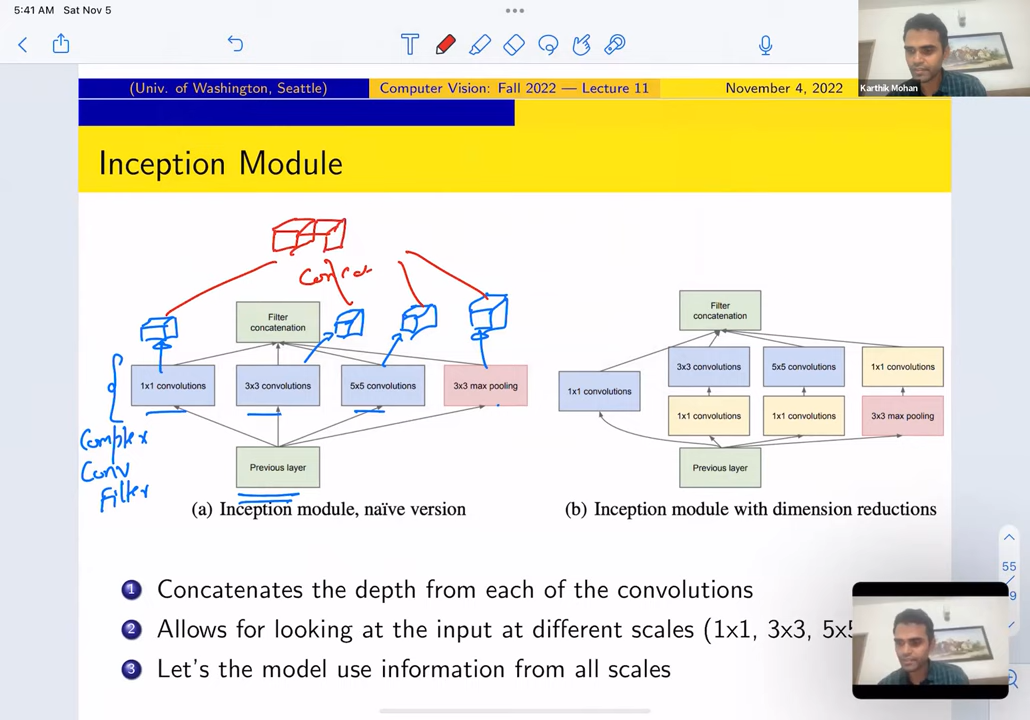 5:41 AM Sat Nov 5
T
Karthik Mohan
(Univ. of Washington, Seattle) Computer Vision: Fall 2022 — Lecture 11 November 4, 2022
Inception Module
Concat
Filter
concatenation
1x1 convolutions 3x3 convolutions 5x5 convolutions 3x3 max pooling
Previous layer
Complex
Conv
Filter
(a) Inception module, naïve version
Filter
concatenation
3x3 convolutions 5x5 convolutions 1x1 convolutions
1x1 convolutions
1x1 convolutions 1x1 convolutions 3x3 max pooling
Previous layer
(b) Inception module with dimension reductions
1 Concatenates the depth from each of the convolutions
2 Allows for looking at the input at different scales (1x1, 3x3, 5x5
3 Let's the model use information from all scales
55
9